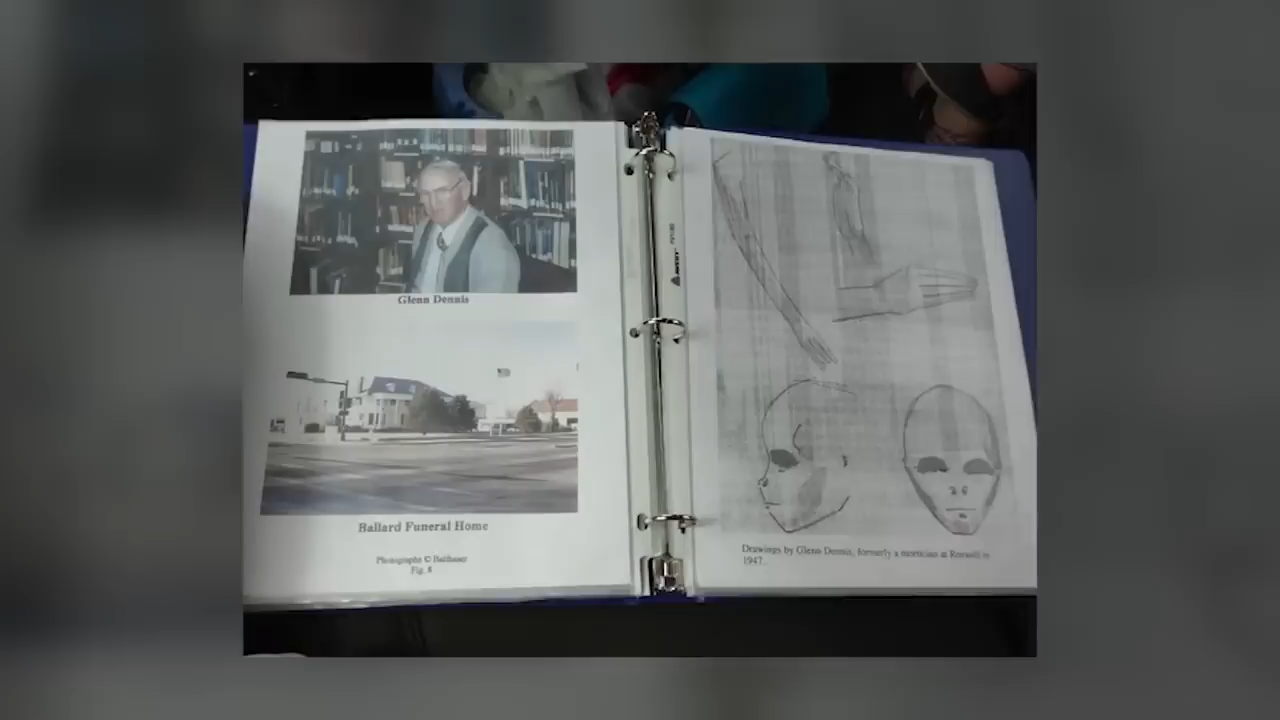 Glenn Dennis
Ballard Funeral Home
Photographs © Balthaser
Fig. 8
AVERY
Drawings by Glenn Dennis, formerly a mortician at Roswell in
1947.